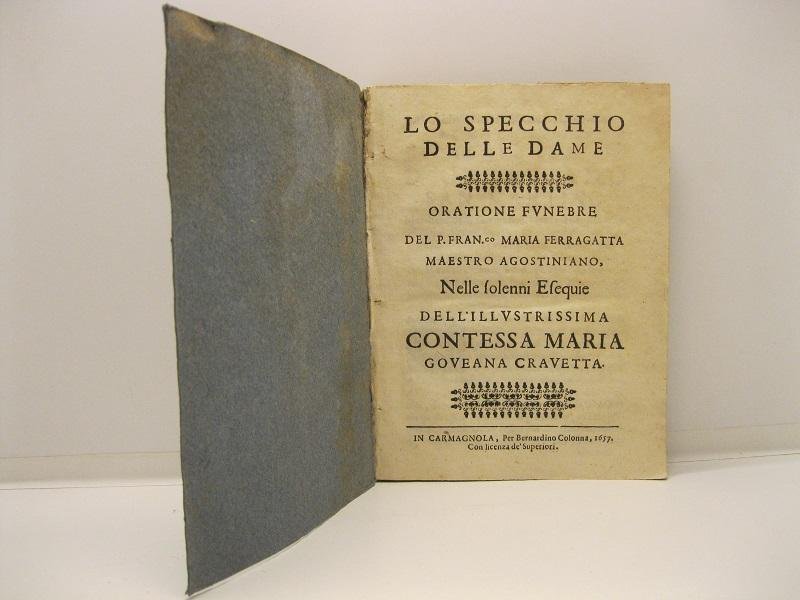 LO SPECCHIO
DELLE DAME
ORATIONE FVNEBRE
DEL P. FRAN.co MARIA FERRAGATTA
MAESTRO AGOSTINIANO,
Nelle ſolenni Eſequie
DELL'ILLVSTRISSIMA
CONTESSA MARIA
GOVEANA CRAVETTA.
IN CARMAGNOLA, Per Bernardino Colonna, 1657.
Con licenza de' Superiori.